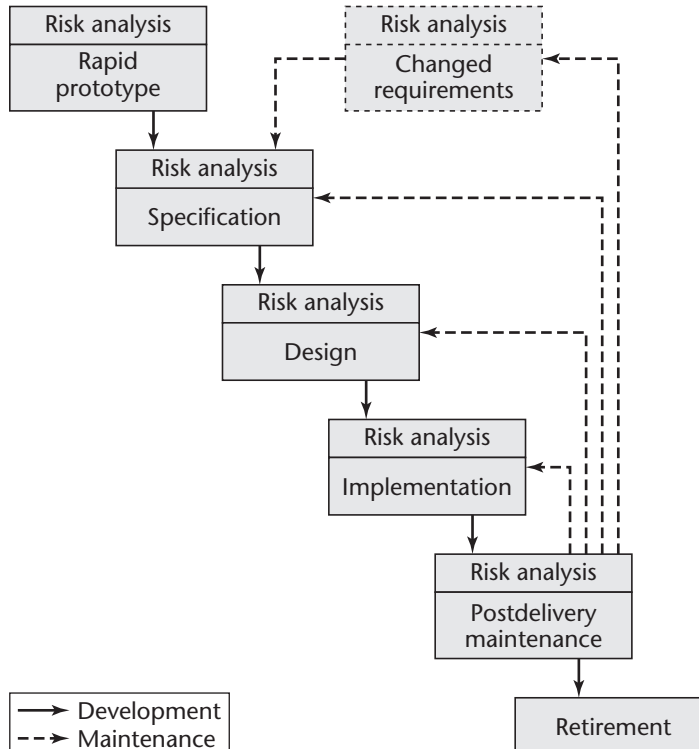 Risk analysis
Rapid
prototype
Risk analysis
Changed
requirements
Risk analysis
Specification
Risk analysis
Design
Risk analysis
Implementation
Risk analysis
Postdelivery
maintenance
Development
Maintenance
Retirement